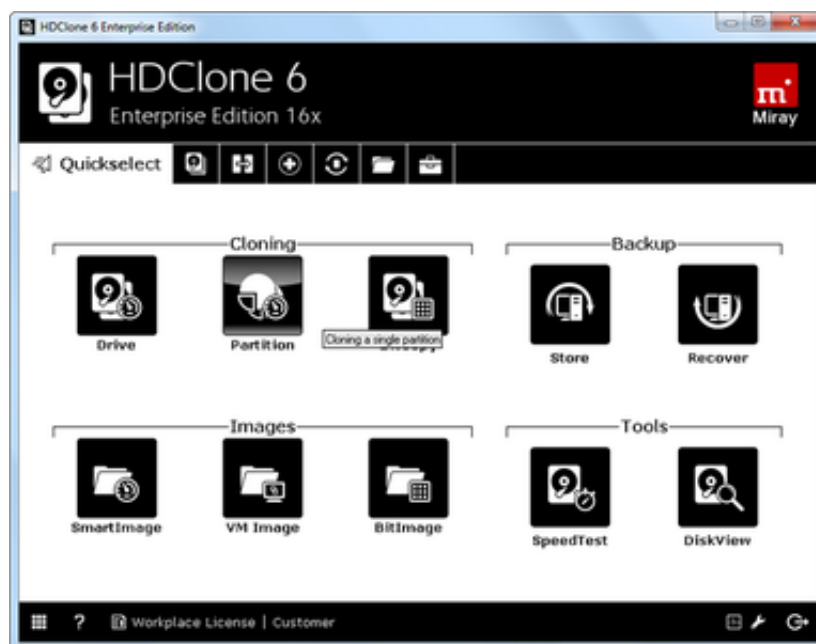 HDClone 6 Enterprise Edition
HDClone 6
Enterprise Edition 16x
m
Miray
Quickselect
Cloning
Backup
Drive
Partition
Cloning a single partition
Store
Recover
Images
Tools
SmartImage
VM Image
BitImage
SpeedTest
DiskView
? Workplace License | Customer